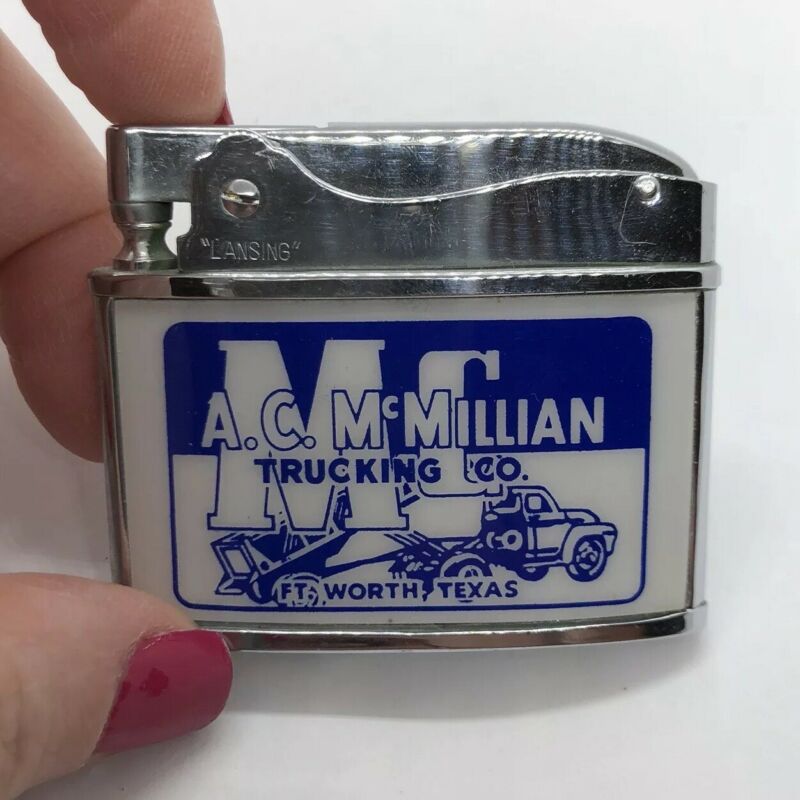 "LANSING"
Mc
A.C. McMILLIAN
TRUCKING CO.
FT. WORTH, TEXAS